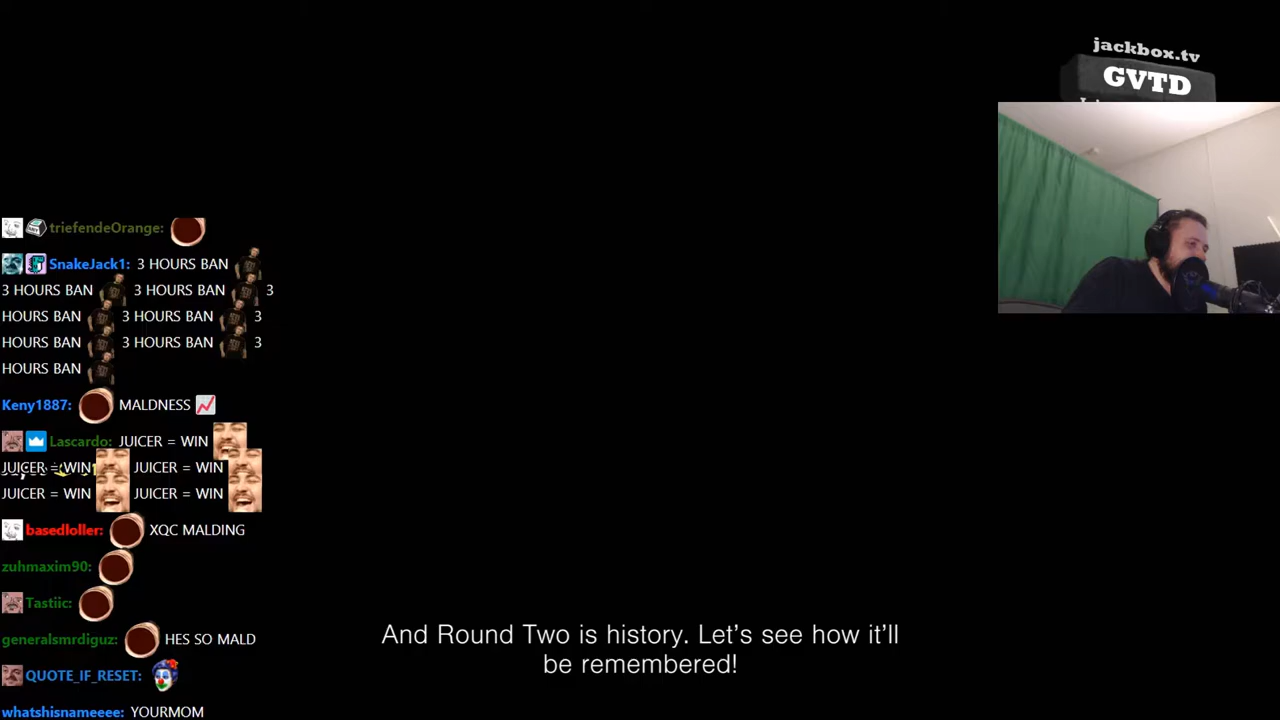 jackbox.tv
GVTD
triefendeOrange:
SnakeJack1: 3 HOURS BAN
3 HOURS BAN 3 HOURS BAN 3
HOURS BAN 3 HOURS BAN 3
HOURS BAN 3 HOURS BAN 3
HOURS BAN
Keny1887: MALDNESS
Lascardo: JUICER = WIN
JUICER = WIN JUICER = WIN
JUICER = WIN JUICER = WIN
basedloller: XQC MALDING
zuhmaxim90:
Tastiic:
generalsmrdiguz: HES SO MALD
QUOTE_IF_RESET:
whatshisnameeee: YOURMOM
And Round Two is history. Let's see how it'll
be remembered!